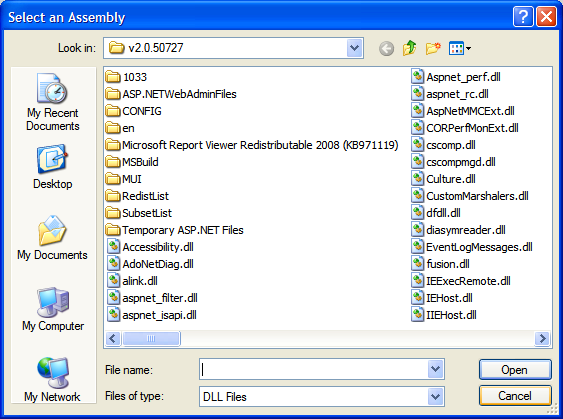 Select an Assembly
Look in:
v2.0.50727
My Recent
Documents
Desktop
My Documents
My Computer
My Network
1033
ASP.NETWebAdminFiles
CONFIG
en
Microsoft Report Viewer Redistributable 2008 (KB971119)
MSBuild
MUI
RedistList
SubsetList
Temporary ASP.NET Files
Accessibility.dll
AdoNetDiag.dll
alink.dll
aspnet_filter.dll
aspnet_isapi.dll
Aspnet_perf.dll
aspnet_rc.dll
AspNetMMCExt.dll
CORPerfMonExt.dll
cscomp.dll
cscompmgd.dll
Culture.dll
CustomMarshalers.dll
dfdll.dll
diasymreader.dll
EventLogMessages.dll
fusion.dll
IEExecRemote.dll
IEHost.dll
IIEHost.dll
File name:
Open
Files of type:
DLL Files
Cancel